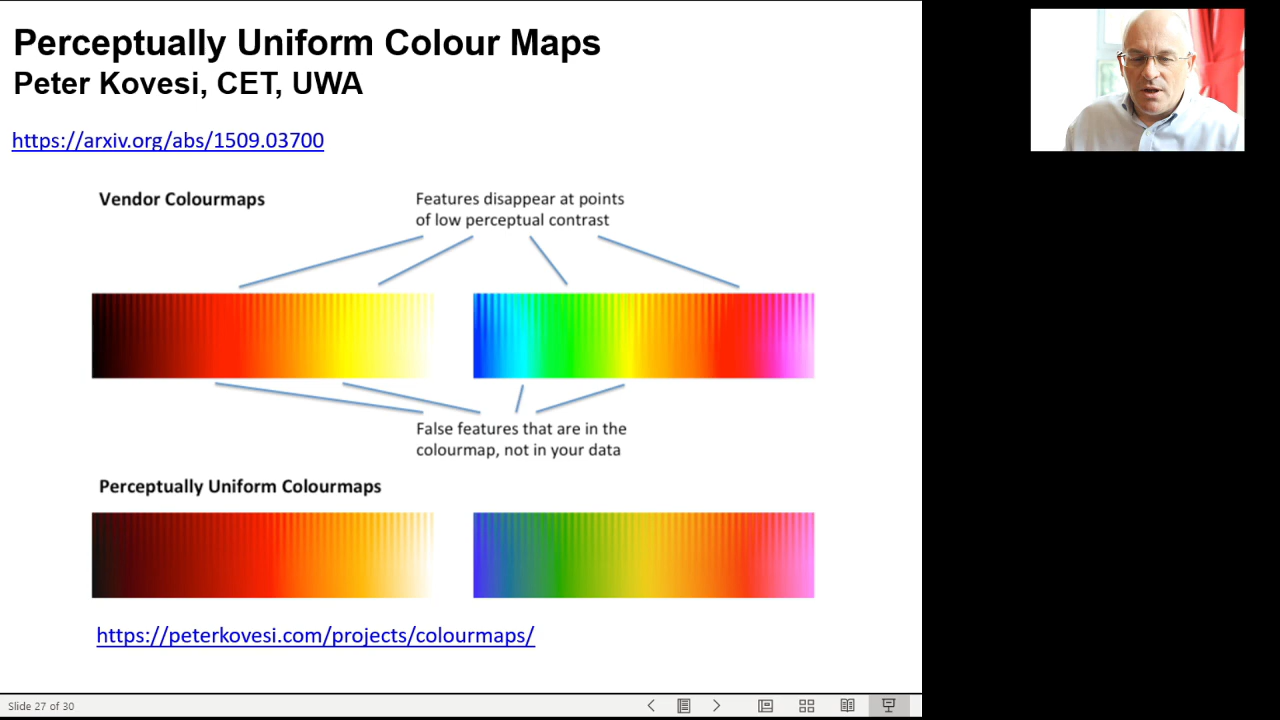 Perceptually Uniform Colour Maps
Peter Kovesi, CET, UWA
https://arxiv.org/abs/1509.03700
Vendor Colourmaps
Features disappear at points
of low perceptual contrast
False features that are in the
colourmap, not in your data
Perceptually Uniform Colourmaps
https://peterkovesi.com/projects/colourmaps/
Slide 27 of 30